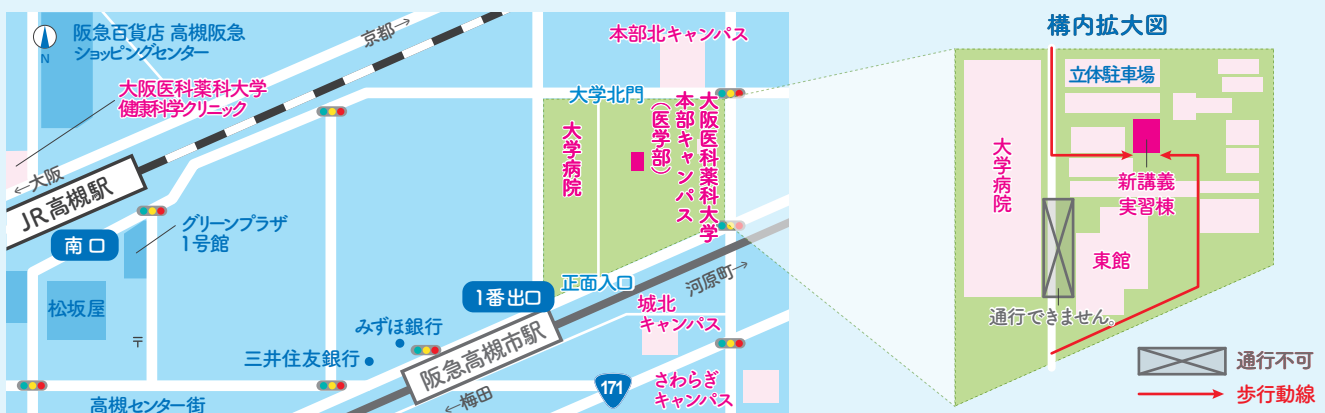 N
阪急百貨店 高槻阪急
ショッピングセンター
大阪医科薬科大学
健康科学クリニック
京都→
←大阪
JR高槻駅
南口
グリーンプラザ
1号館
松坂屋
〒
高槻センター街
三井住友銀行
みずほ銀行
阪急高槻市駅
←梅田
1番出口
正面入口
河原町→
171
本部北キャンパス
大学北門
大学病院
大阪医科薬科大学
本部キャンパス
(医学部)
城北
キャンパス
さわらぎ
キャンパス
構内拡大図
立体駐車場
大学病院
新講義
実習棟
東館
通行できません。
通行不可
歩行動線